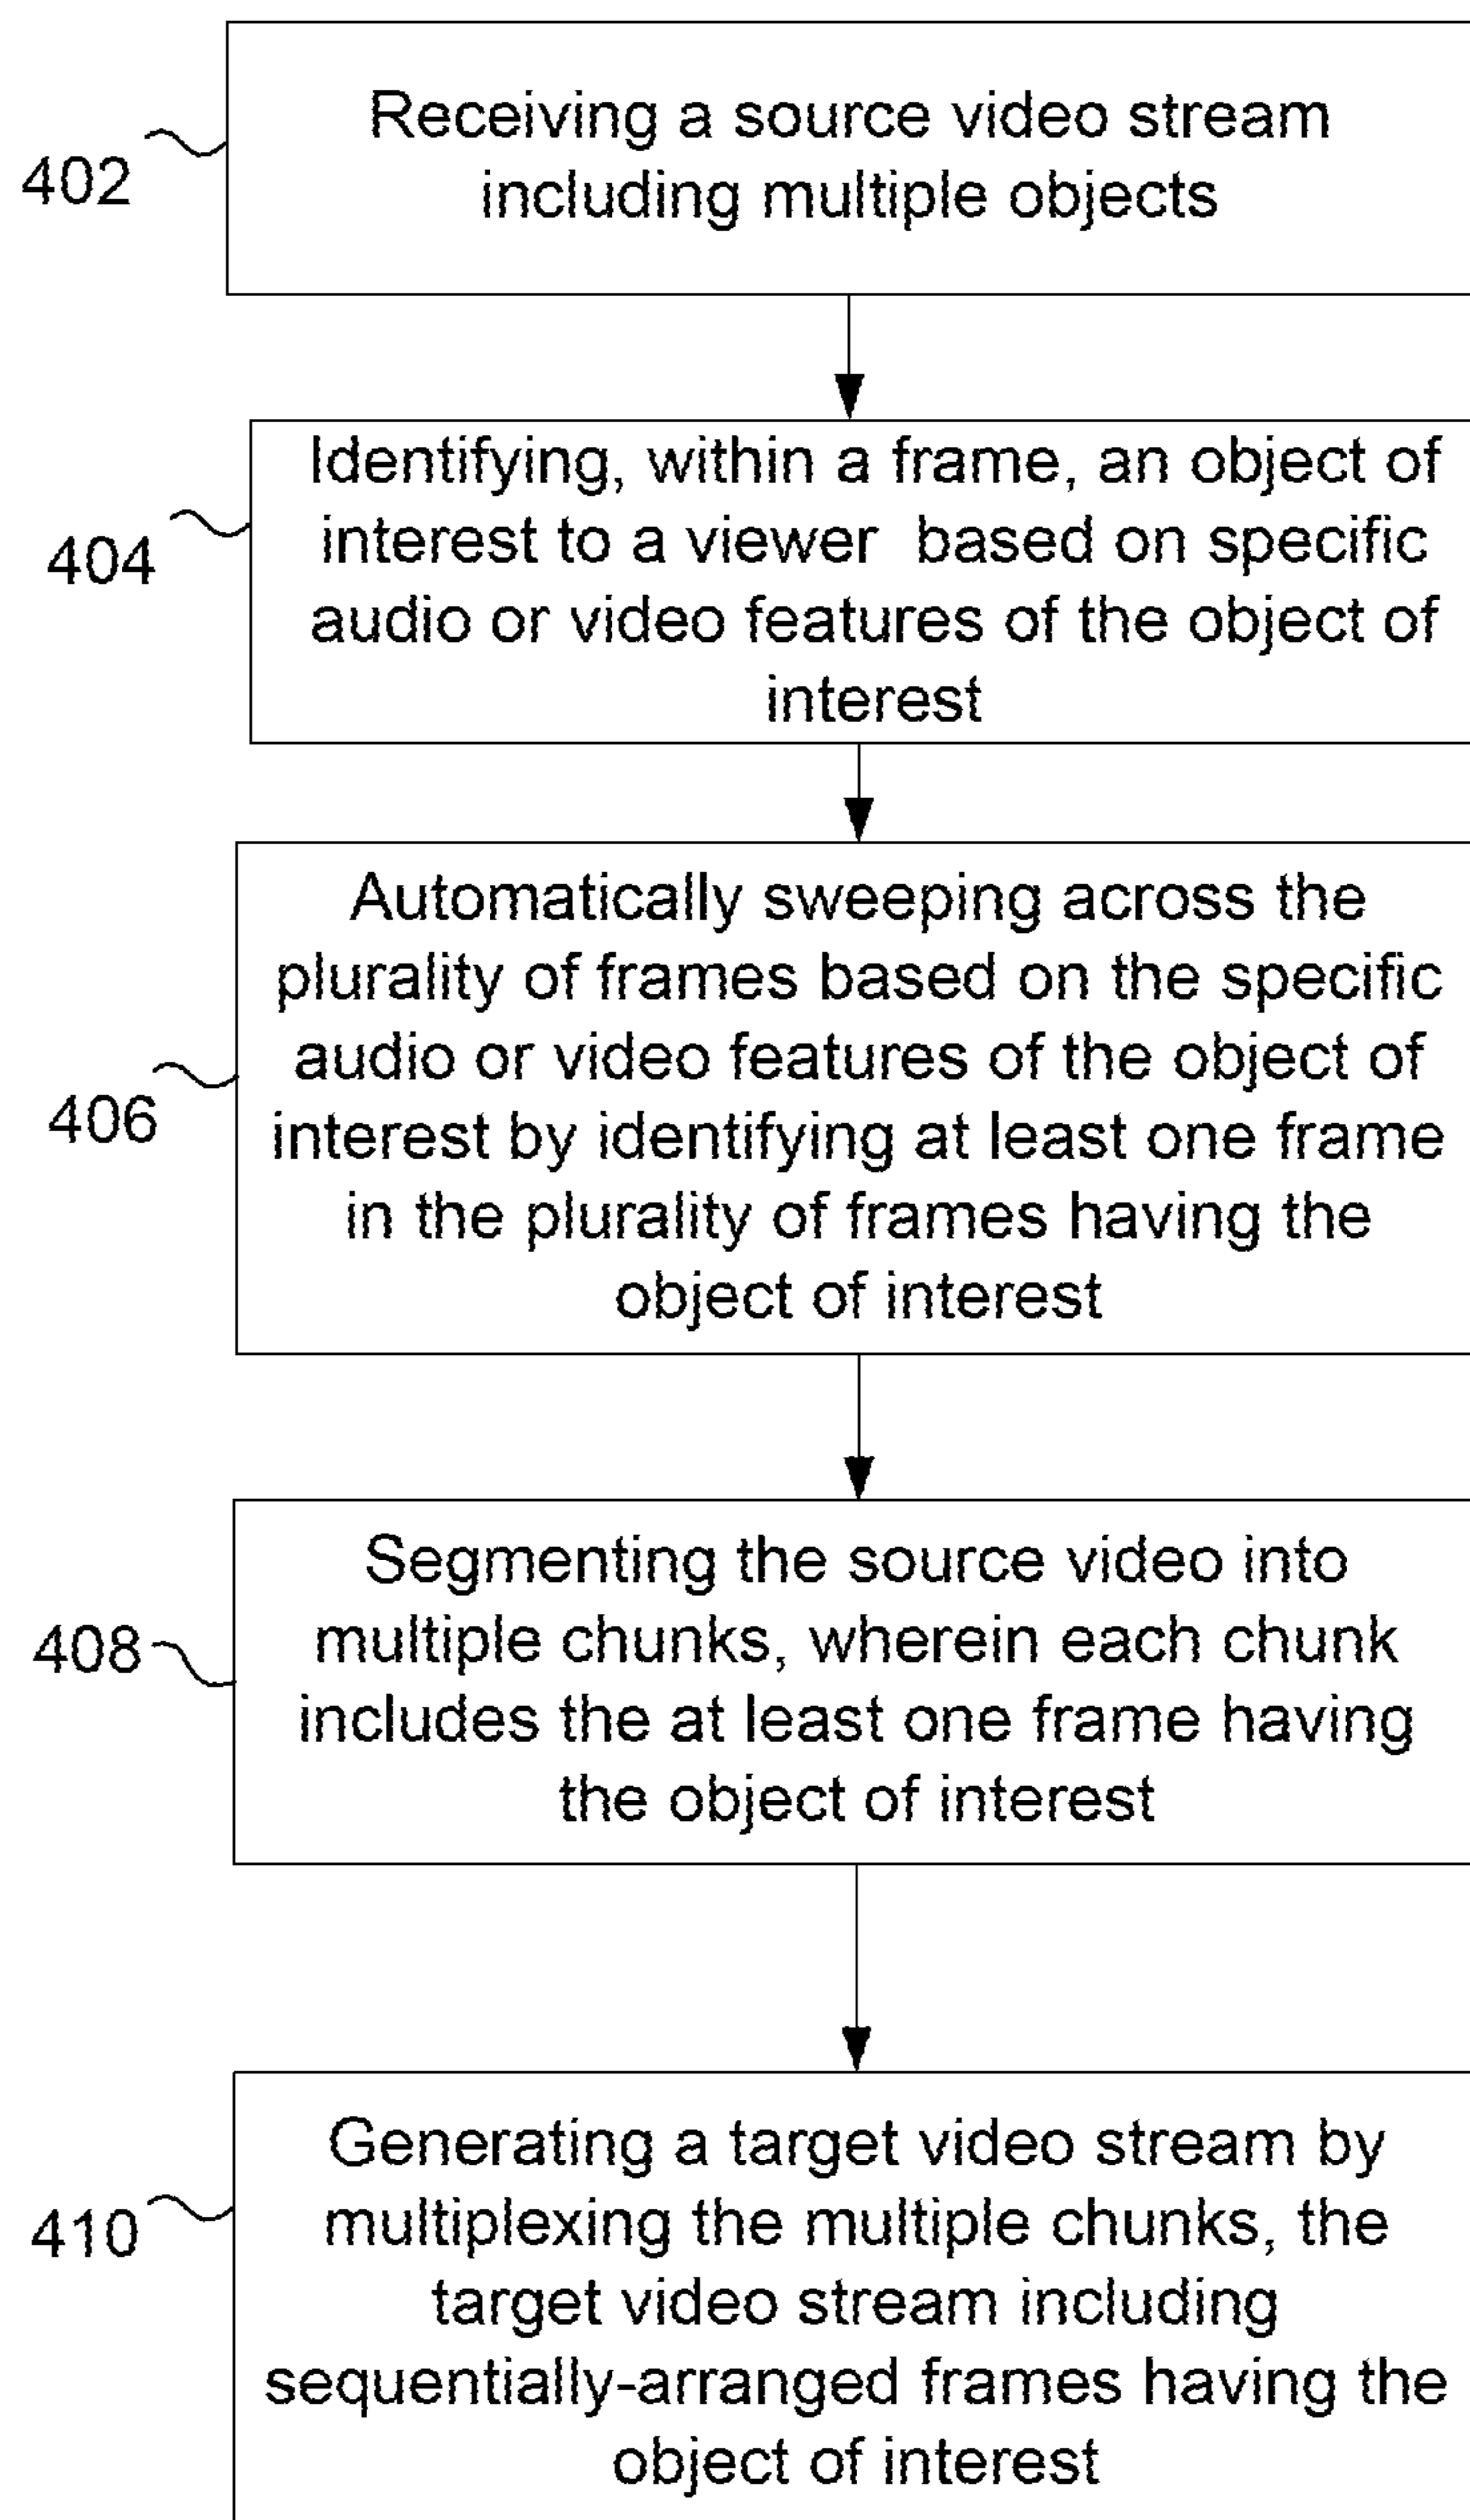 Receiving a source video stream
including multiple objects
402
Identifying, within a frame, an object of
interest to a viewer based on specific
audio or video features of the object of
interest
404
Automatically sweeping across the
plurality of frames based on the specific
audio or video features of the object of
interest by identifying at least one frame
in the plurality of frames having the
object of interest
406
Segmenting the source video into
multiple chunks, wherein each chunk
includes the at least one frame having
the object of interest
408
Generating a target video stream by
multiplexing the multiple chunks, the
target video stream including
sequentially-arranged frames having the
object of interest
410